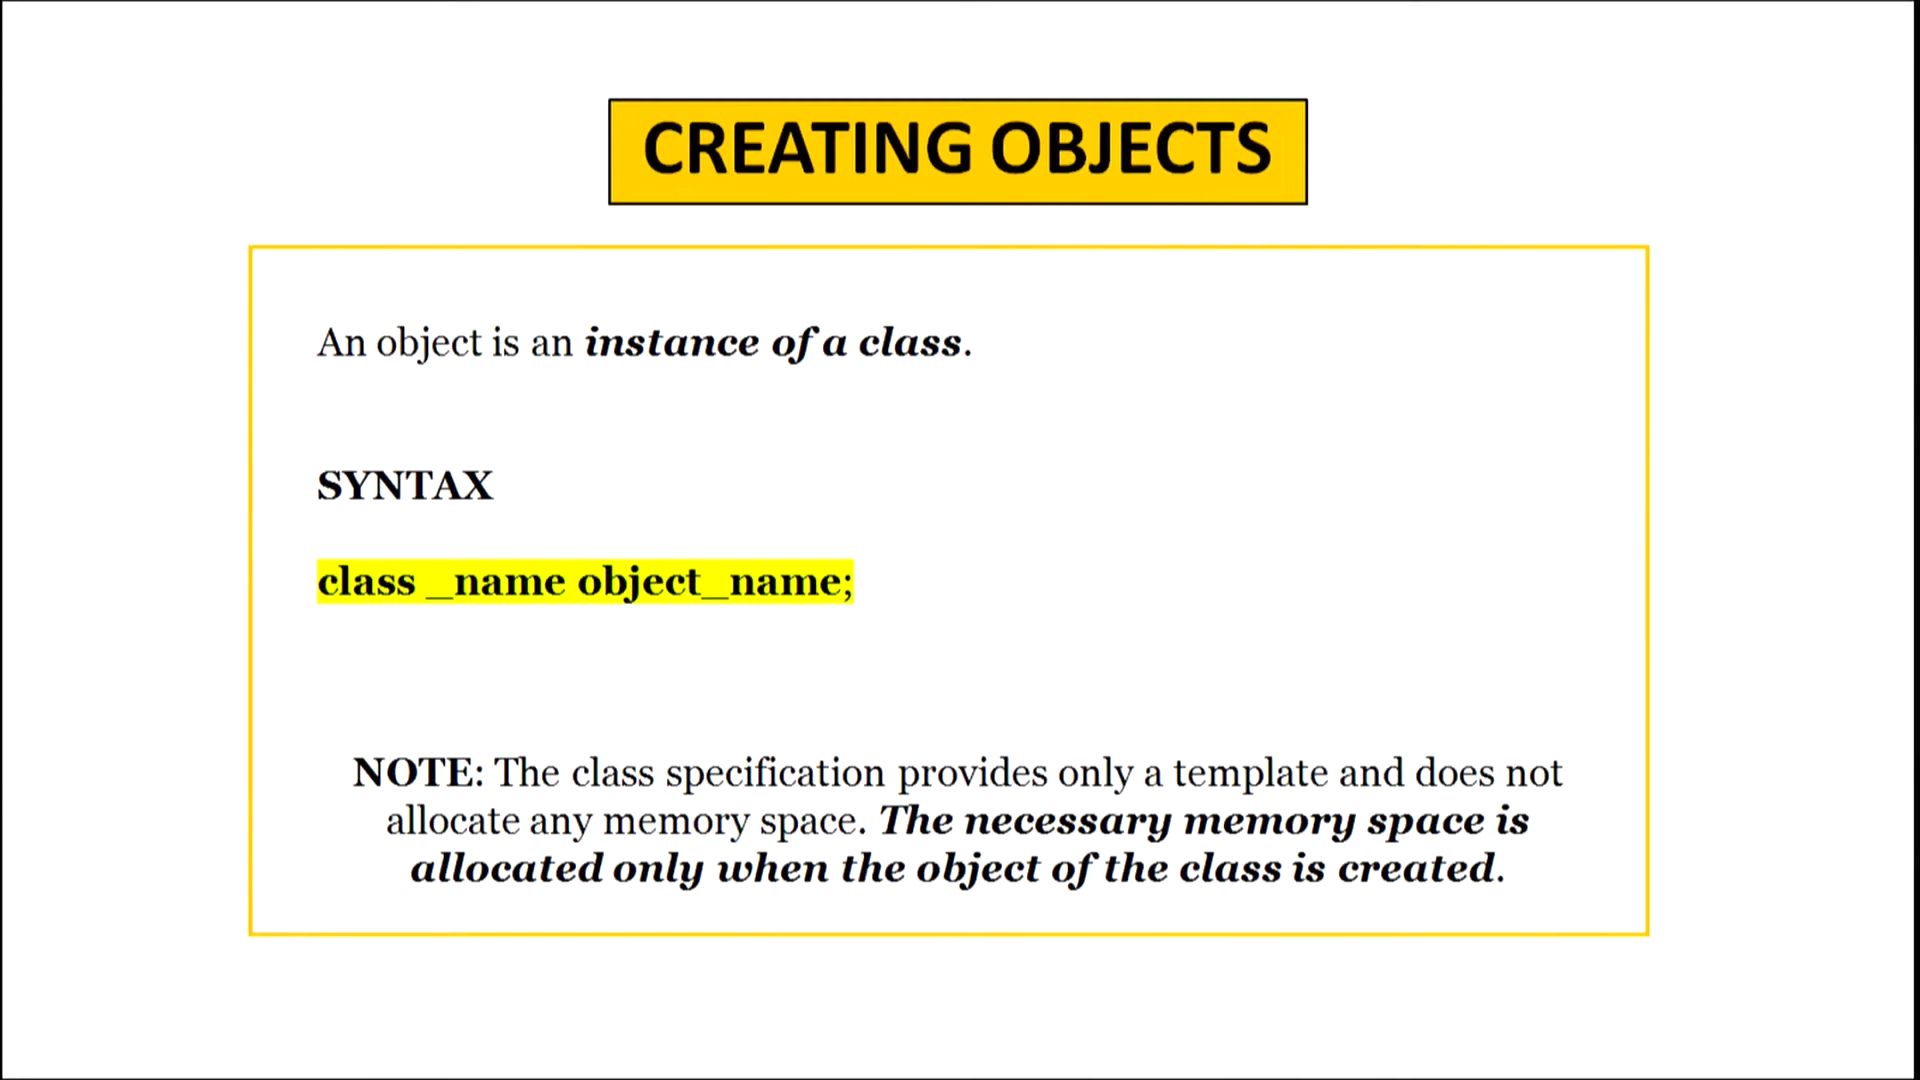 CREATING OBJECTS
An object is an instance of a class.
SYNTAX
class _name object_name;
NOTE: The class specification provides only a template and does not
allocate any memory space. The necessary memory space is
allocated only when the object of the class is created.